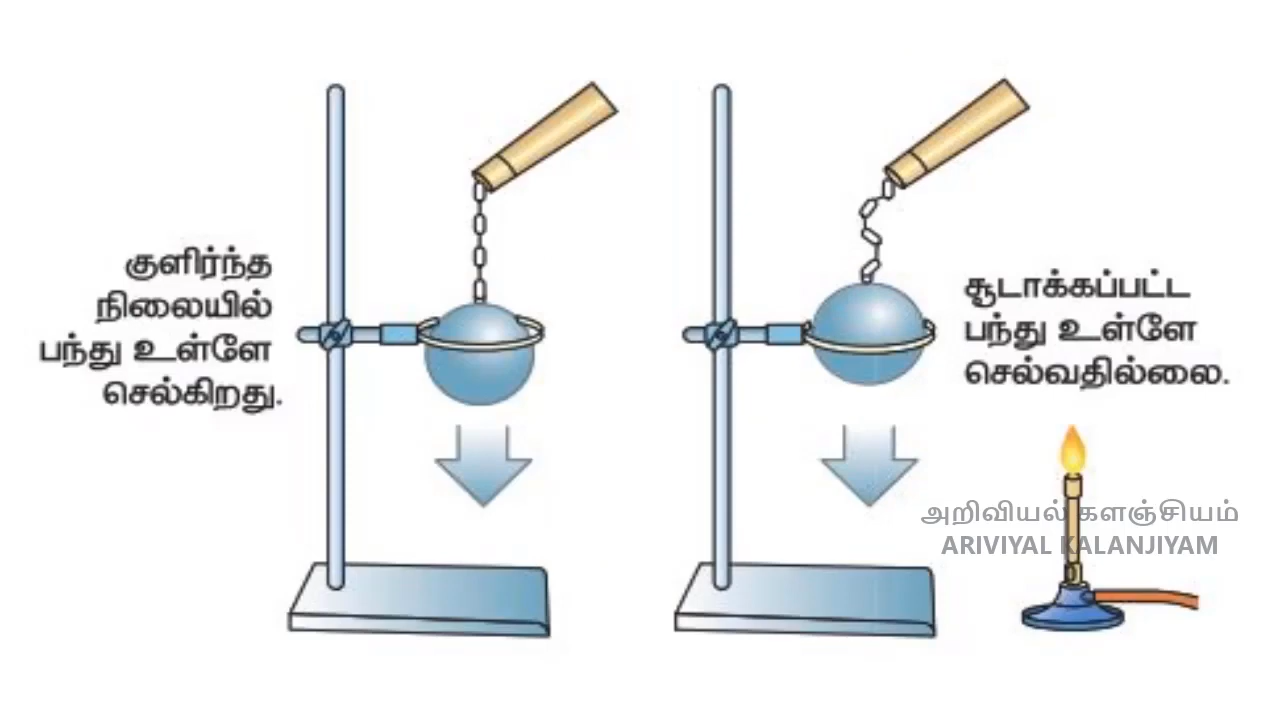 குளிர்ந்த
நிலையில்
பந்து உள்ளே
செல்கிறது.
சூடாக்கப்பட்ட
பந்து உள்ளே
செல்வதில்லை.
அறிவியல் களஞ்சியம்
ARIVIYAL KALANJIYAM